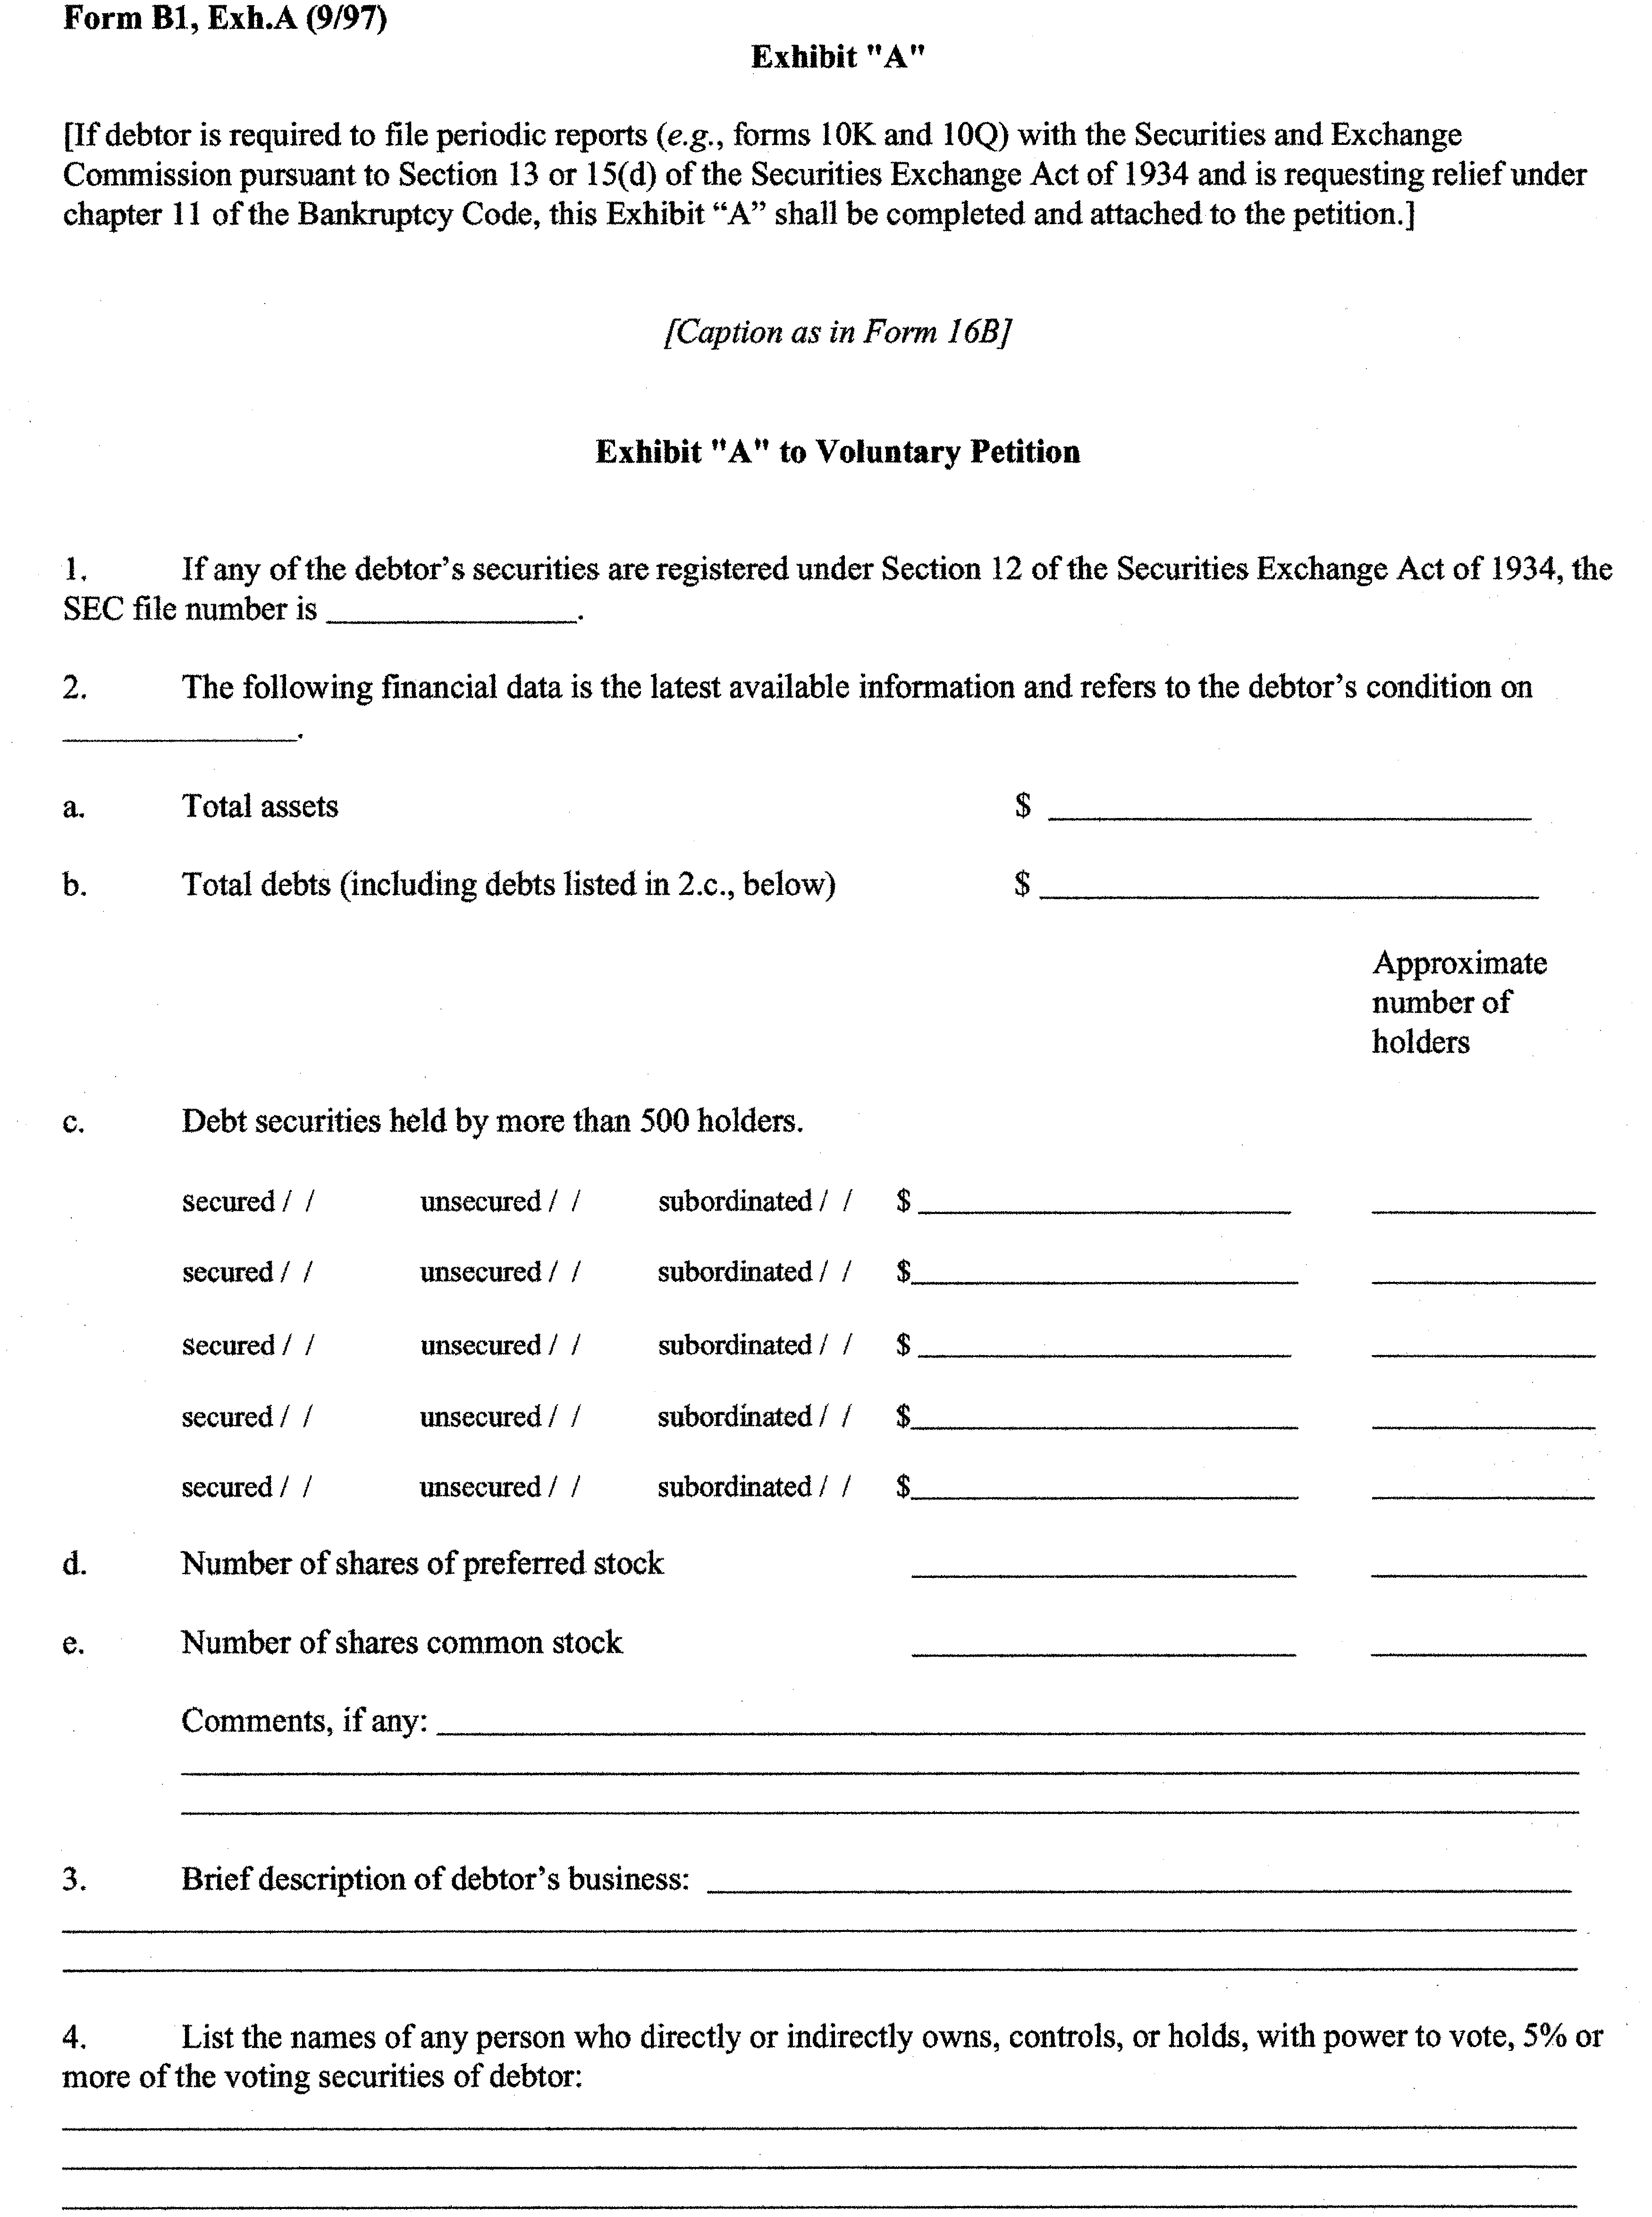 Form B1, Exh.A (9/97)
Exhibit "A"
[If debtor is required to file periodic reports (e.g., forms 10K and 10Q) with the Securities and Exchange
Commission pursuant to Section 13 or 15(d) of the Securities Exchange Act of 1934 and is requesting relief under
chapter 11 of the Bankruptcy Code, this Exhibit “A” shall be completed and attached to the petition.]
[Caption as in Form 16B]
Exhibit "A" to Voluntary Petition
1. If any of the debtor’s securities are registered under Section 12 of the Securities Exchange Act of 1934, the
SEC file number is ______________.
2. The following financial data is the latest available information and refers to the debtor’s condition on
______________.
a. Total assets $ ______________
b. Total debts (including debts listed in 2.c., below) $ ______________
Approximate
number of
holders
c. Debt securities held by more than 500 holders.
secured / / unsecured / / subordinated / / $ ______________ ______________
secured / / unsecured / / subordinated / / $ ______________ ______________
secured / / unsecured / / subordinated / / $ ______________ ______________
secured / / unsecured / / subordinated / / $ ______________ ______________
secured / / unsecured / / subordinated / / $ ______________ ______________
d. Number of shares of preferred stock ______________ ______________
e. Number of shares common stock ______________ ______________
Comments, if any: ______________
3. Brief description of debtor’s business: ______________
4. List the names of any person who directly or indirectly owns, controls, or holds, with power to vote, 5% or
more of the voting securities of debtor: